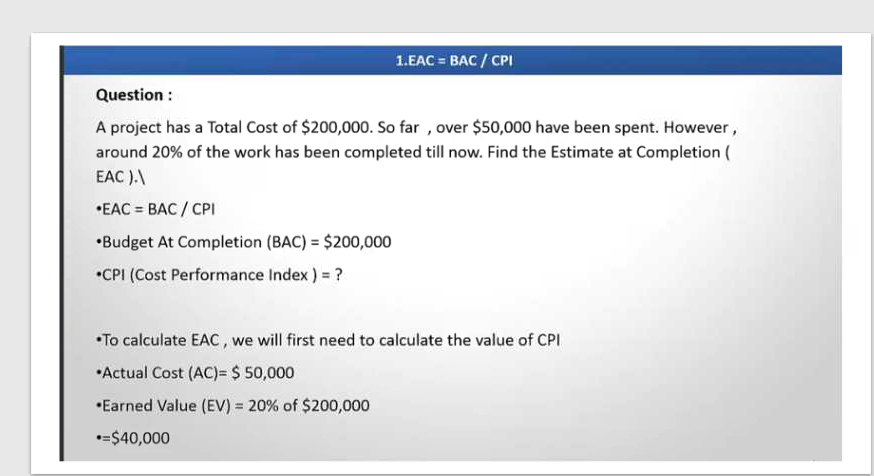 1.EAC = BAC / CPI
Question :
A project has a Total Cost of $200,000. So far , over $50,000 have been spent. However ,
around 20% of the work has been completed till now. Find the Estimate at Completion (
EAC ).\
•EAC = BAC / CPI
•Budget At Completion (BAC) = $200,000
•CPI (Cost Performance Index ) = ?
•To calculate EAC , we will first need to calculate the value of CPI
•Actual Cost (AC)= $ 50,000
•Earned Value (EV) = 20% of $200,000
•=$40,000